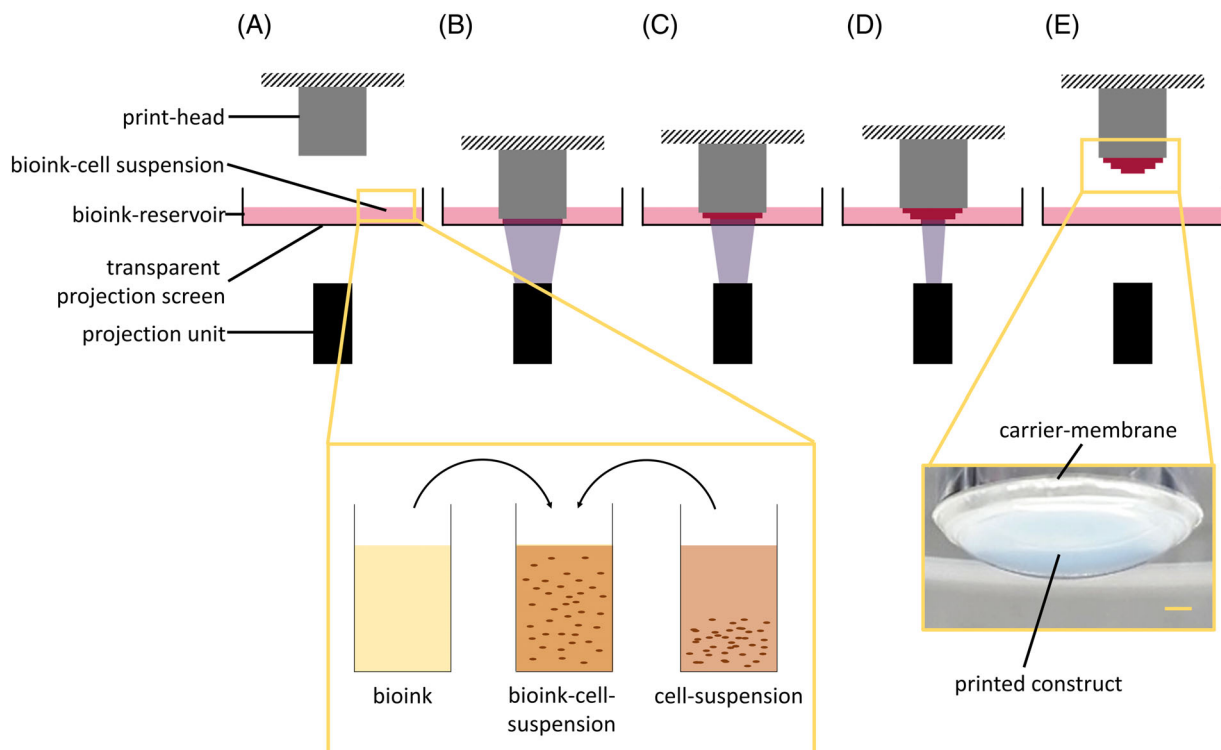 (A)
(B)
(C)
(D)
(E)
print-head
bioink-cell suspension
bioink-reservoir
transparent
projection screen
projection unit
carrier-membrane
bioink
bioink-cell-
suspension
cell-suspension
printed construct